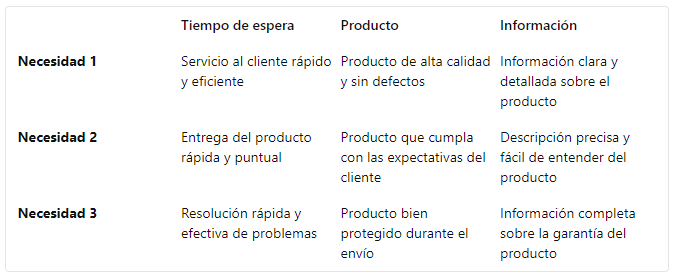 Tiempo de espera Producto Información
Necesidad 1 Servicio al cliente rápido Producto de alta calidad Información clara y
y eficiente y sin defectos detallada sobre el
producto
Necesidad 2 Entrega del producto Producto que cumpla Descripción precisa y
rápida y puntual con las expectativas del fácil de entender del
cliente producto
Necesidad 3 Resolución rápida y Producto bien Información completa
efectiva de problemas protegido durante el sobre la garantía del
envío producto